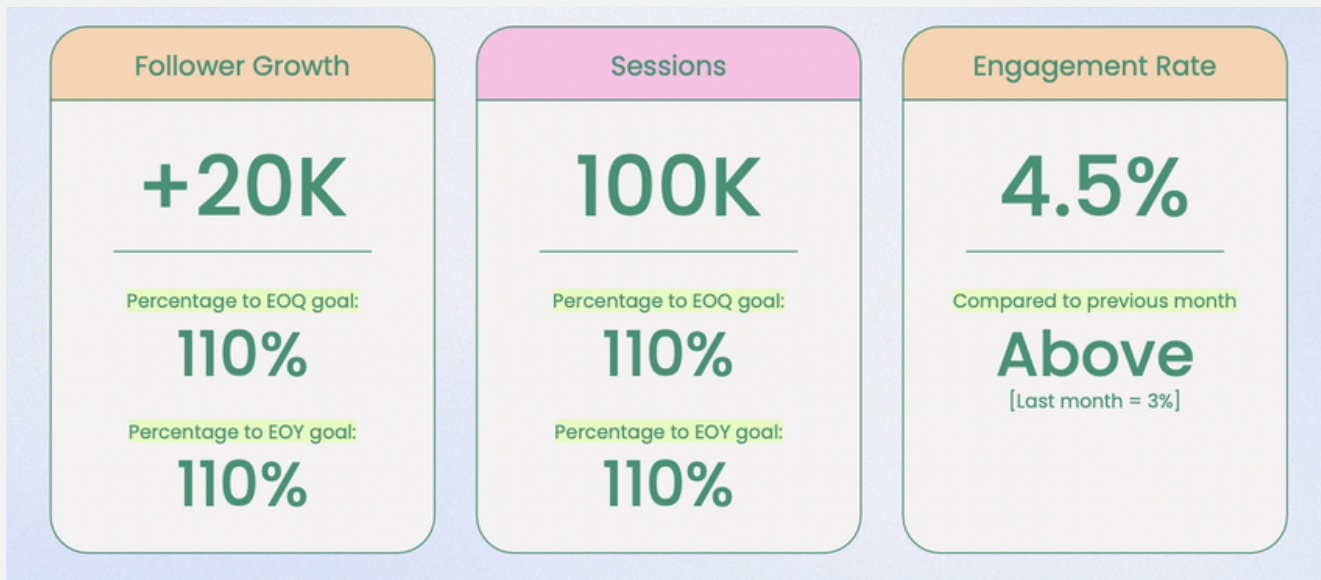 Follower Growth
+20K
Percentage to EOQ goal:
110%
Percentage to EOY goal:
110%
Sessions
100K
Percentage to EOQ goal:
110%
Percentage to EOY goal:
110%
Engagement Rate
4.5%
Compared to previous month
Above
[Last month = 3%]